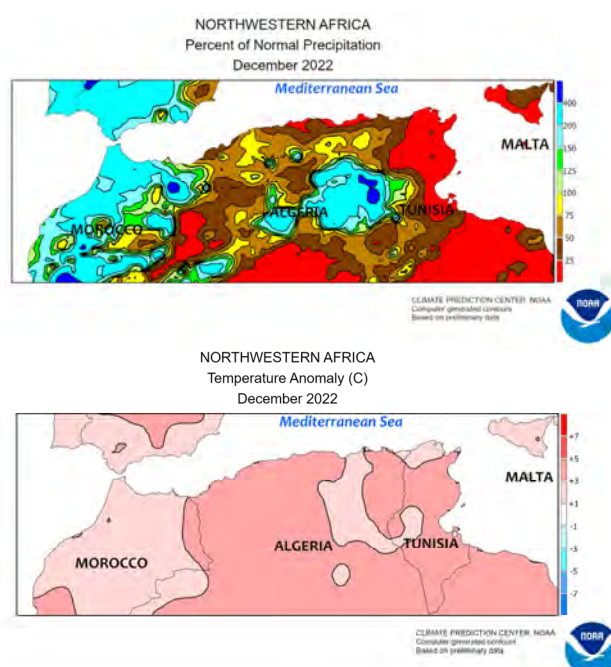 NORTHWESTERN AFRICA
Percent of Normal Precipitation
December 2022
Mediterranean Sea
400
200
150
125
100
75
50
25
MALTA
MOROCCO
ALGERIA
TUNISIA
CLIMATE PREDICTION CENTER, NOAA
Computer generated contours
Based on preliminary data
NOAA
NORTHWESTERN AFRICA
Temperature Anomaly (C)
December 2022
Mediterranean Sea
+7
+5
+3
+1
-1
-3
-5
-7
MALTA
MOROCCO
ALGERIA
TUNISIA
CLIMATE PREDICTION CENTER, NOAA
Computer generated contours
Based on preliminary data
NOAA